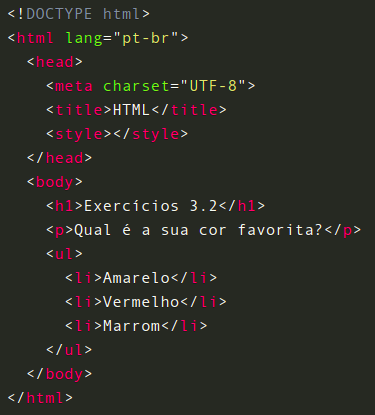 <!DOCTYPE html>
<html lang="pt-br">
<head>
<meta charset="UTF-8">
<title>HTML</title>
<style></style>
</head>
<body>
<h1>Exercícios 3.2</h1>
<p>Qual é a sua cor favorita?</p>
<ul>
<li>Amarelo</li>
<li>Vermelho</li>
<li>Marrom</li>
</ul>
</body>
</html>